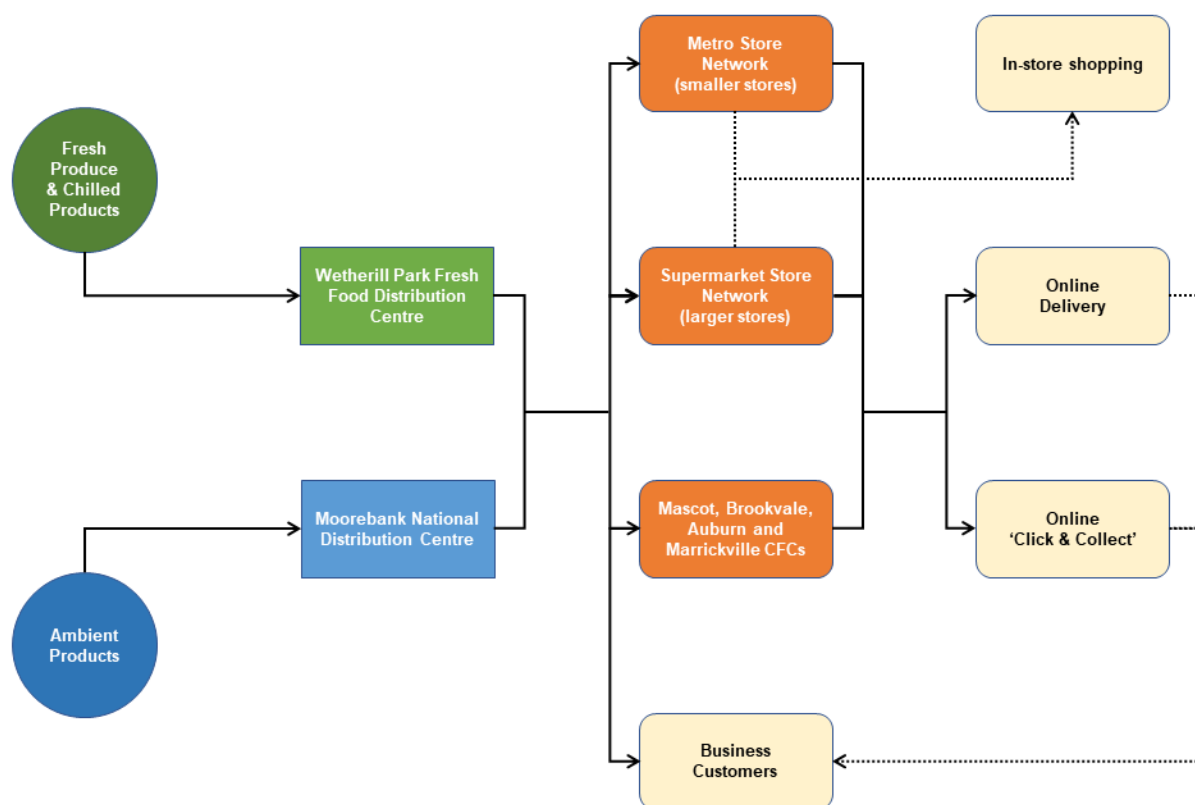 Metro Store
Network
(smaller stores)
In-store shopping
Fresh
Produce
& Chilled
Products
Wetherill Park Fresh
Food Distribution
Centre
Supermarket Store
Network
(larger stores)
Online
Delivery
Moorebank National
Distribution Centre
Mascot, Brookvale,
Auburn and
Marrickville CFCs
Online
‘Click & Collect’
Ambient
Products
Business
Customers